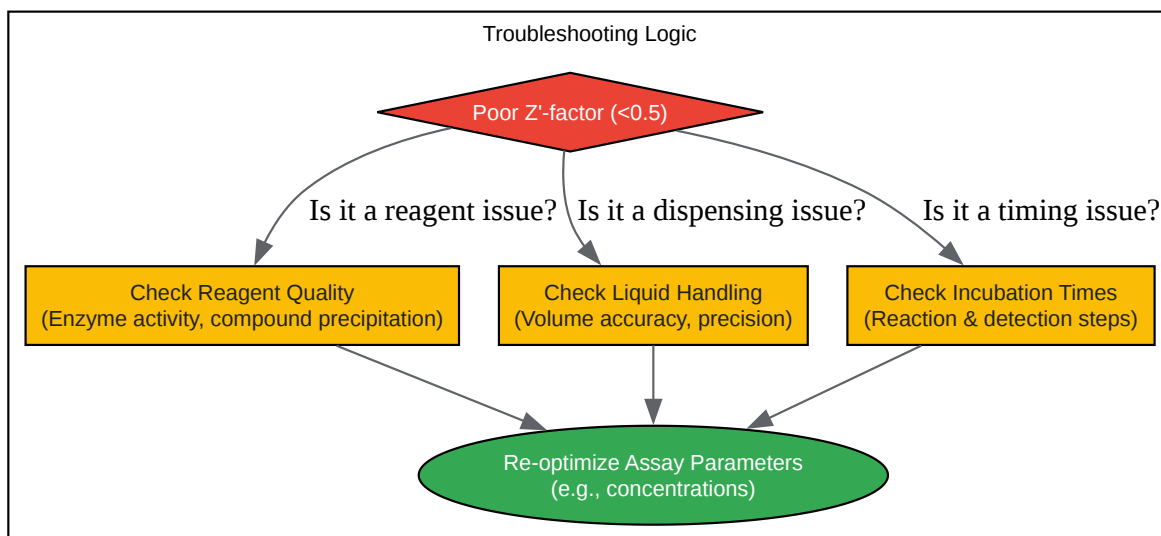 Troubleshooting Logic
Poor Z'-factor (<0.5)
Is it a reagent issue?
Is it a dispensing issue?
Is it a timing issue?
Check Reagent Quality
(Enzyme activity, compound precipitation)
Check Liquid Handling
(Volume accuracy, precision)
Check Incubation Times
(Reaction & detection steps)
Re-optimize Assay Parameters
(e.g., concentrations)